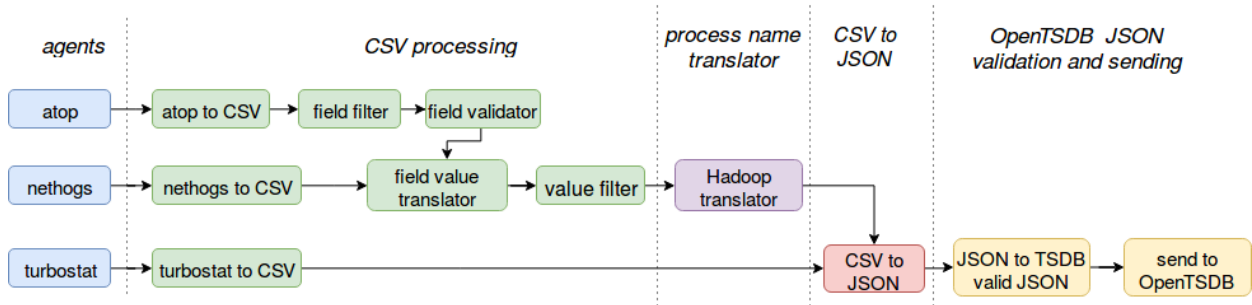 agents
CSV processing
process name
translator
CSV to
JSON
OpenTSDB JSON
validation and sending
atop
atop to CSV
field filter
field validator
nethogs
nethogs to CSV
field value
translator
value filter
Hadoop
translator
turbostat
turbostat to CSV
CSV to
JSON
JSON to TSDB
valid JSON
send to
OpenTSDB